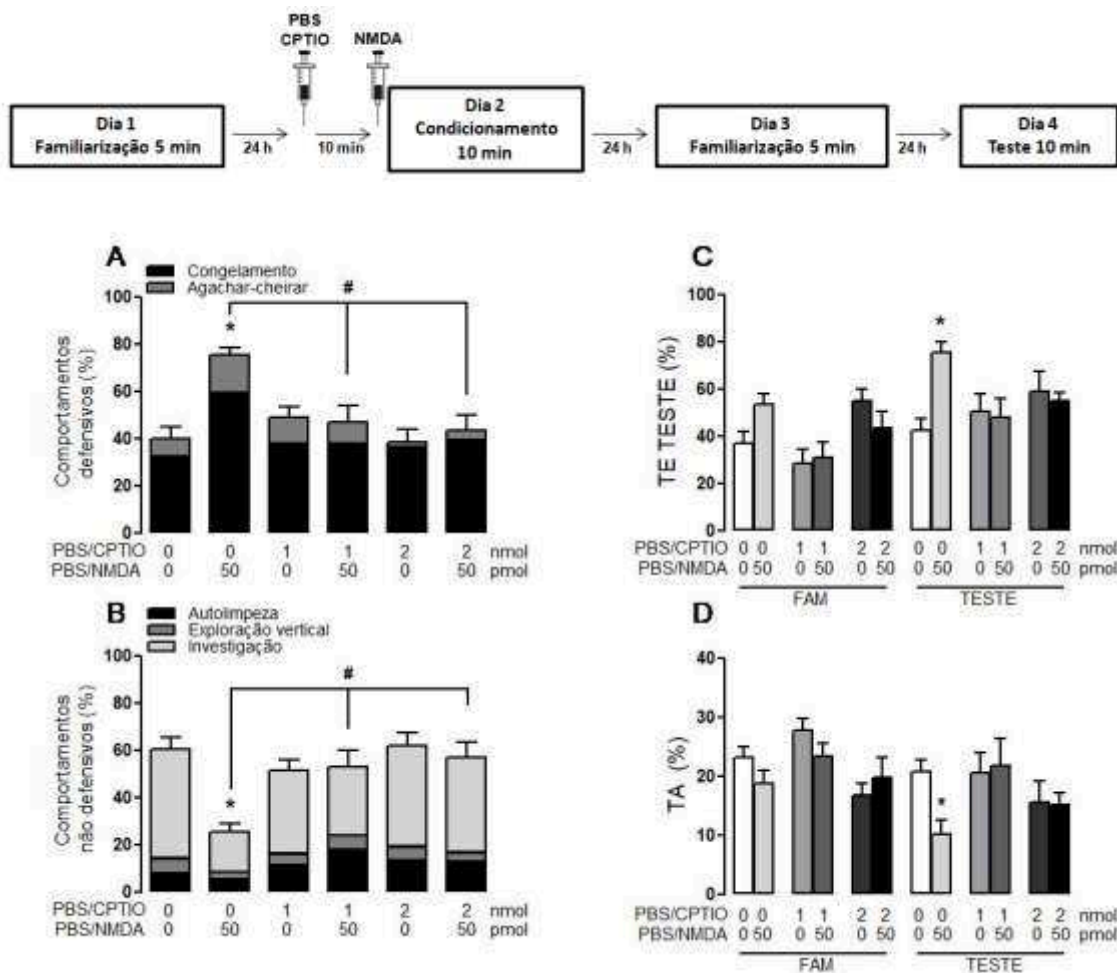 PBS
CPTIO
NMDA
Dia 1
Familiarização 5 min
24 h
10 min
Dia 2
Condicionamento
10 min
24 h
Dia 3
Familiarização 5 min
24 h
Dia 4
Teste 10 min
A
Congelamento
Agachar-cheirar
Comportamentos
defensivos (%)
100
80
60
40
20
0
*
#
PBS/CPTIO 0 0 1 1 2 2 nmol
PBS/NMDA 0 50 0 50 0 50 pmol
B
Autolimpeza
Exploração vertical
Investigação
Comportamentos
não defensivos (%)
100
80
60
40
20
0
*
#
PBS/CPTIO 0 0 1 1 2 2 nmol
PBS/NMDA 0 50 0 50 0 50 pmol
C
TE TESTE (%)
100
80
60
40
20
0
*
PBS/CPTIO 0 0 1 1 2 2 0 0 1 1 2 2 nmol
PBS/NMDA 0 50 0 50 0 50 0 50 0 50 0 50 pmol
FAM TESTE
D
TA (%)
40
30
20
10
0
*
PBS/CPTIO 0 0 1 1 2 2 0 0 1 1 2 2 nmol
PBS/NMDA 0 50 0 50 0 50 0 50 0 50 0 50 pmol
FAM TESTE